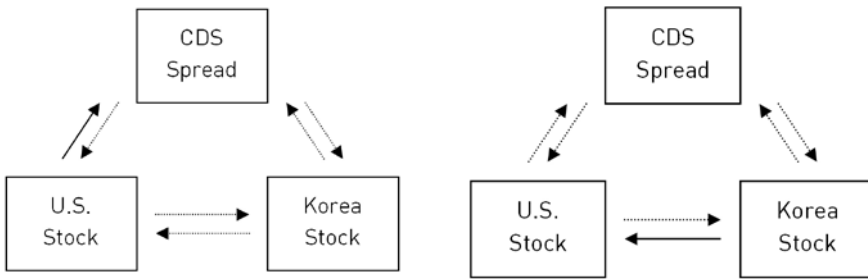 CDS
Spread
U.S.
Stock
Korea
Stock
CDS
Spread
U.S.
Stock
Korea
Stock